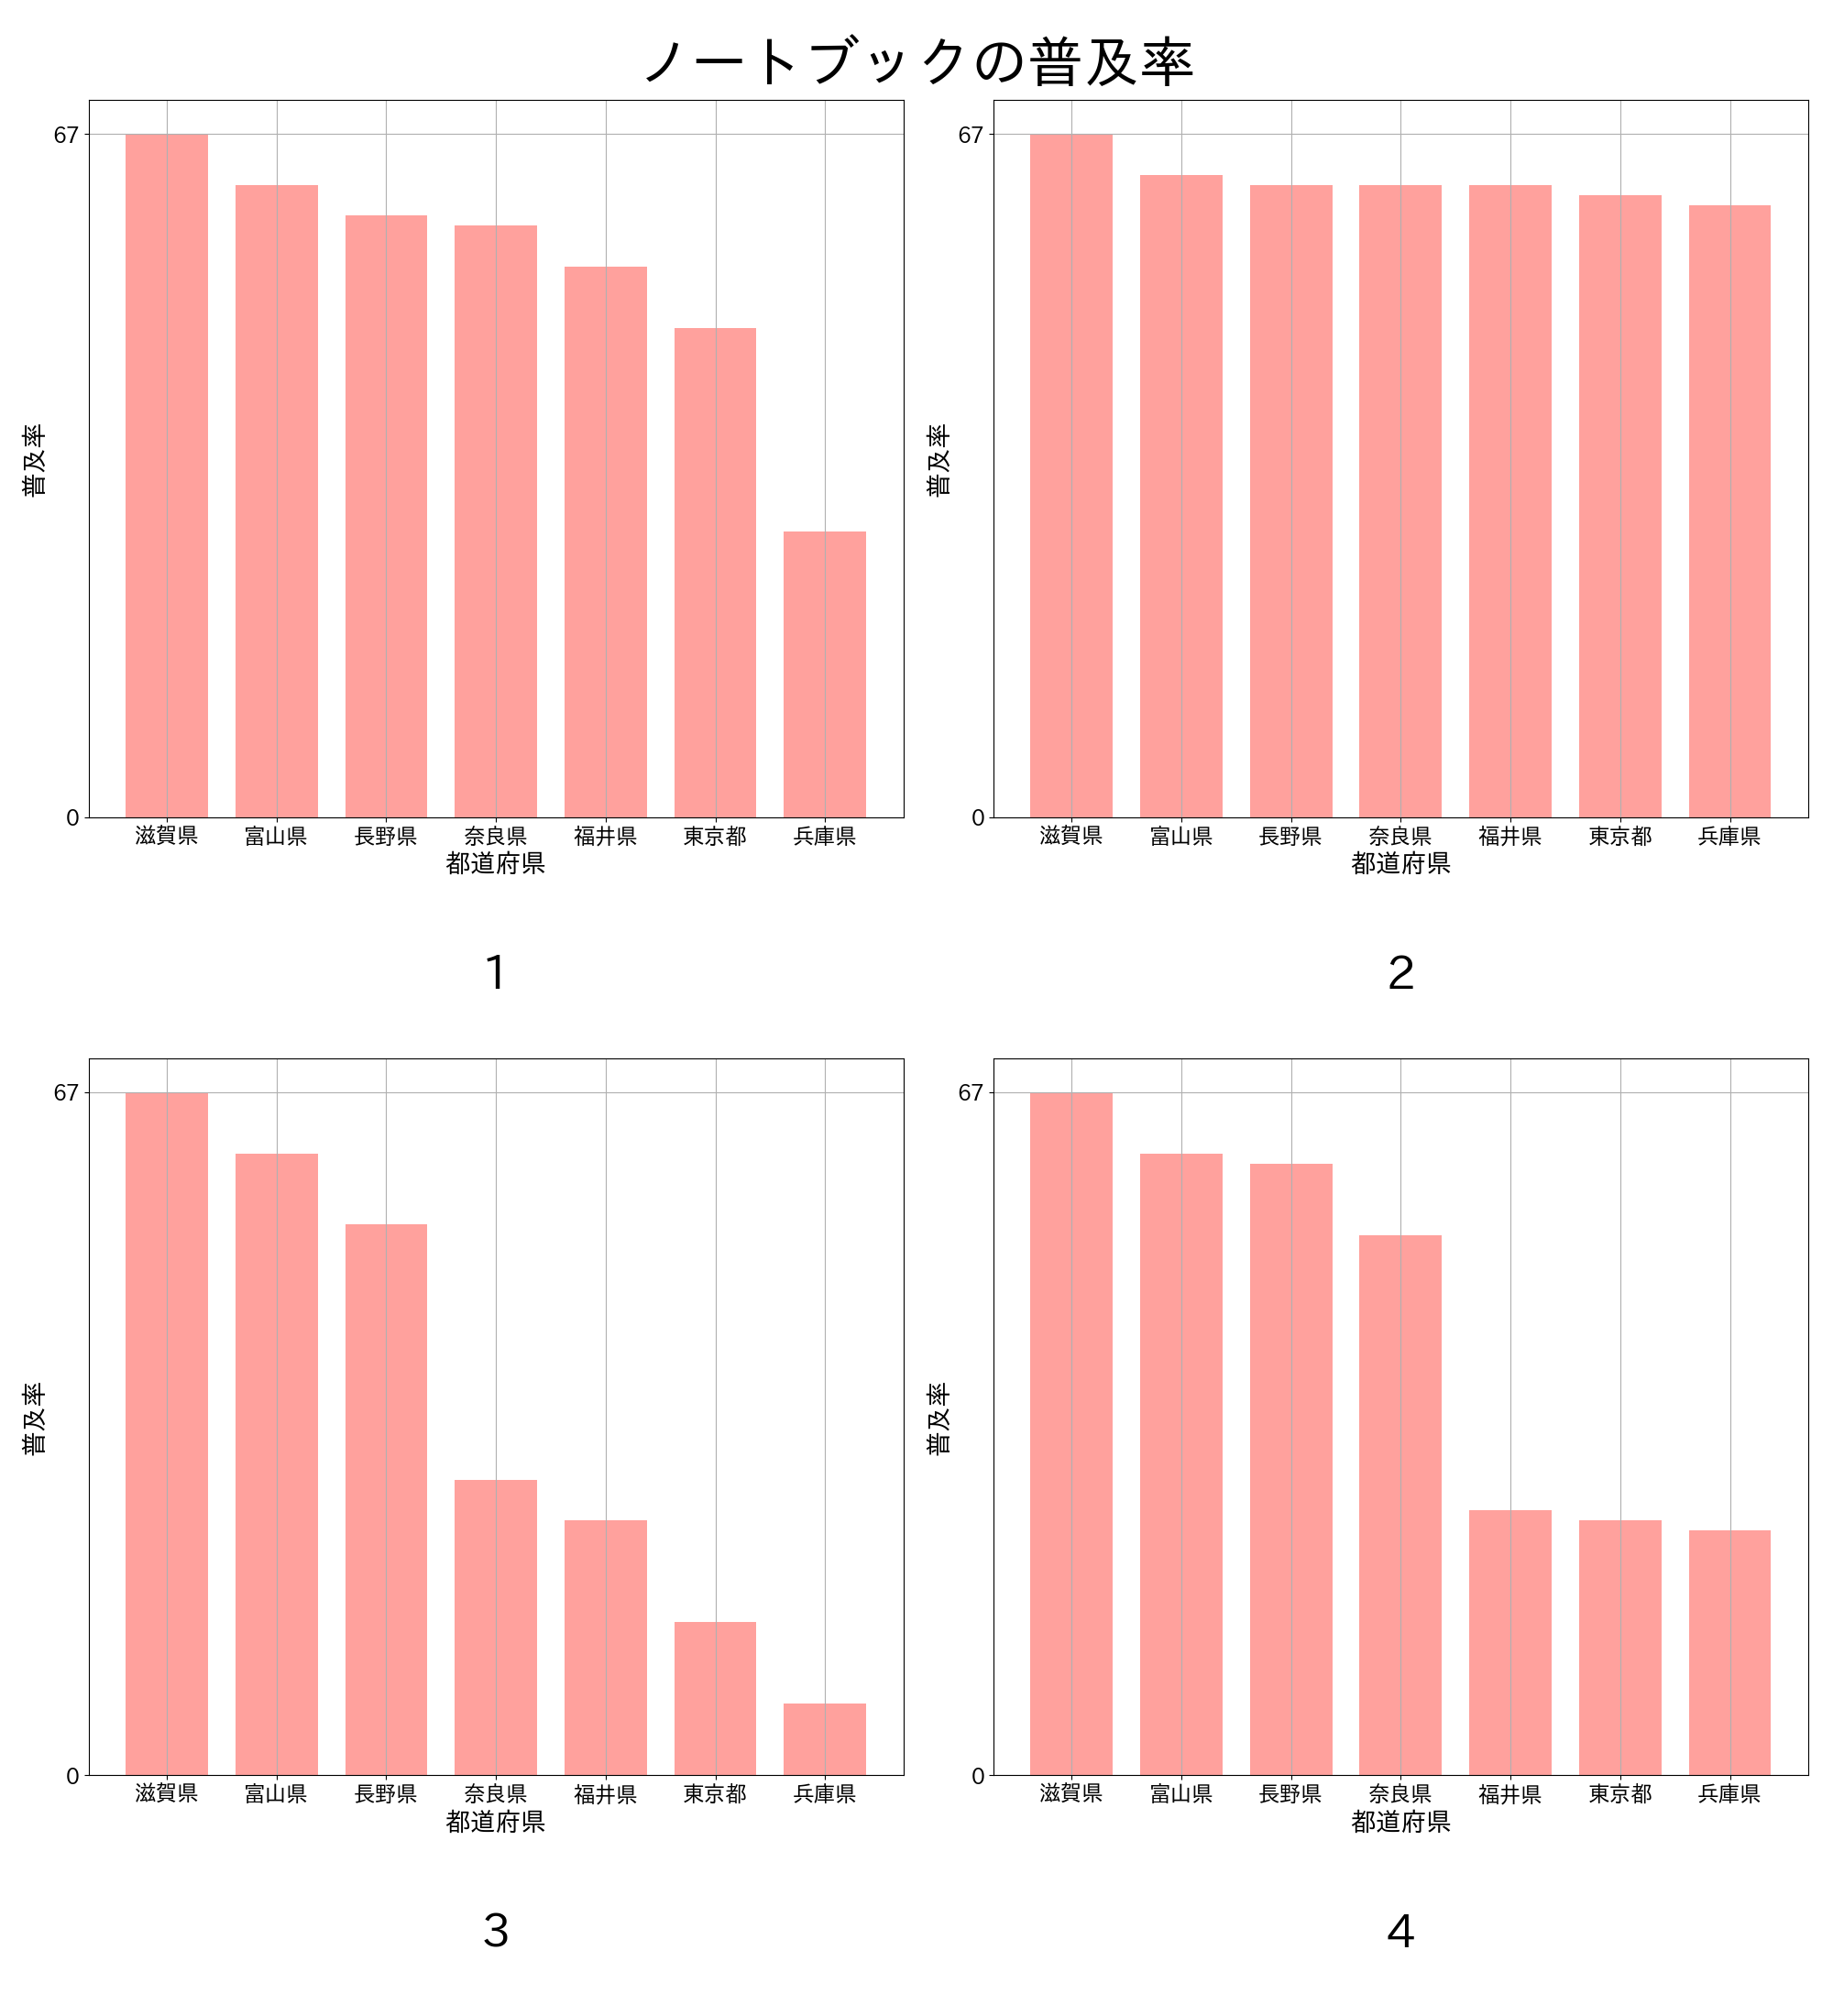 ノートブックの普及率
67
0
普及率
滋賀県 富山県 長野県 奈良県 福井県 東京都 兵庫県
都道府県
1
67
0
普及率
滋賀県 富山県 長野県 奈良県 福井県 東京都 兵庫県
都道府県
2
67
0
普及率
滋賀県 富山県 長野県 奈良県 福井県 東京都 兵庫県
都道府県
3
67
0
普及率
滋賀県 富山県 長野県 奈良県 福井県 東京都 兵庫県
都道府県
4